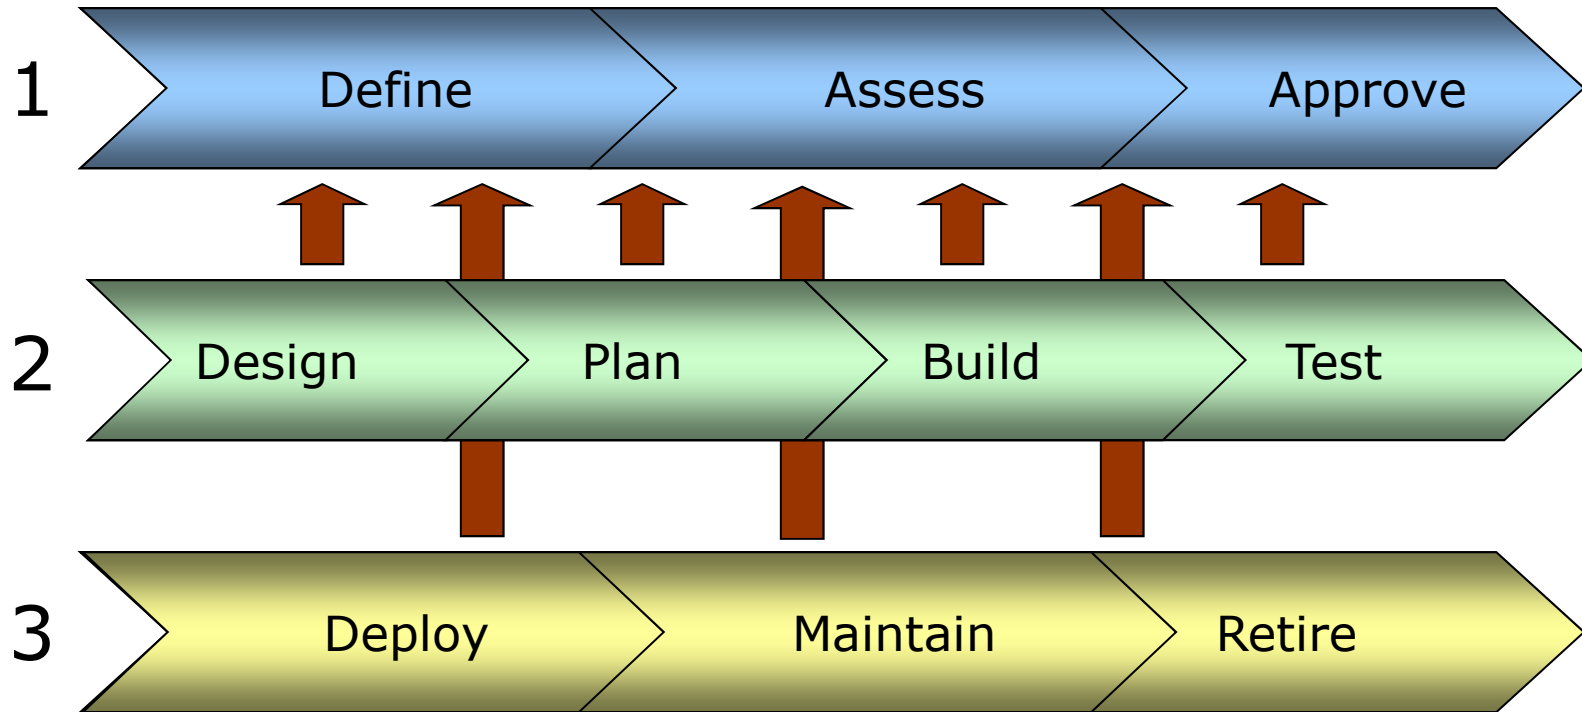 1 Define Assess Approve
2 Design Plan Build Test
3 Deploy Maintain Retire